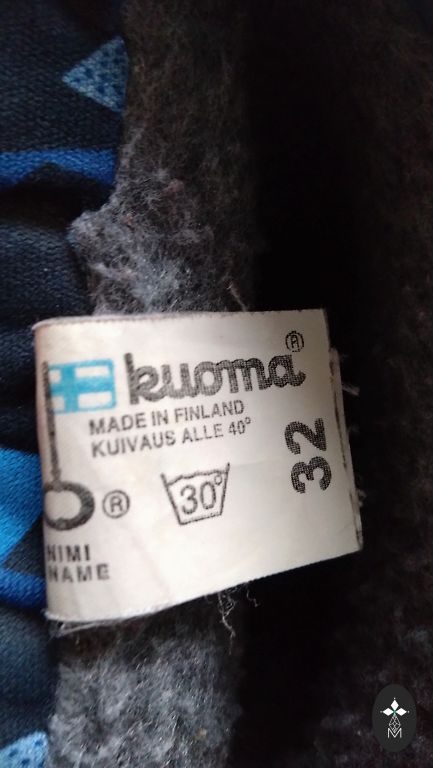 kuoma®
MADE IN FINLAND
KUIVAUS ALLE 40°
32
®
30°
NIMI
NAME
M